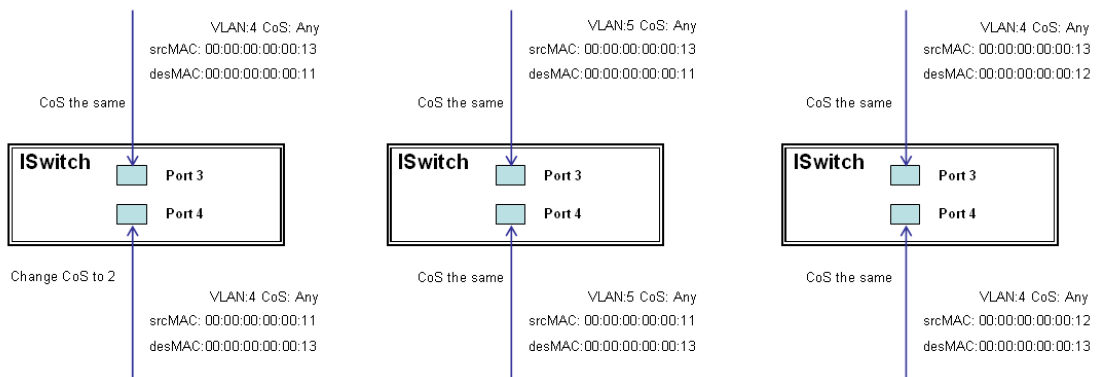 VLAN:4 CoS: Any
srcMAC: 00:00:00:00:00:13
desMAC:00:00:00:00:00:11
CoS the same
ISwitch
Port 3
Port 4
Change CoS to 2
VLAN:4 CoS: Any
srcMAC: 00:00:00:00:00:11
desMAC:00:00:00:00:00:13
VLAN:5 CoS: Any
srcMAC: 00:00:00:00:00:13
desMAC:00:00:00:00:00:11
CoS the same
ISwitch
Port 3
Port 4
CoS the same
VLAN:5 CoS: Any
srcMAC: 00:00:00:00:00:11
desMAC:00:00:00:00:00:13
VLAN:4 CoS: Any
srcMAC: 00:00:00:00:00:13
desMAC:00:00:00:00:00:12
CoS the same
ISwitch
Port 3
Port 4
CoS the same
VLAN:4 CoS: Any
srcMAC: 00:00:00:00:00:12
desMAC:00:00:00:00:00:13